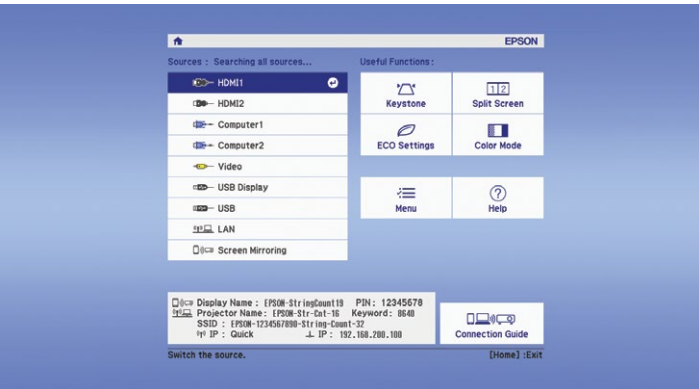 EPSON
Sources : Searching all sources...
Useful Functions :
HDMI1
HDMI2
Computer1
Computer2
Video
USB Display
USB
LAN
Screen Mirroring
Keystone
1 2
Split Screen
ECO Settings
Color Mode
Menu
?
Help
Display Name : EPSON-StringCount19 PIN: 12345678
Projector Name: EPSON-Str-Cnt-16 Keyword: 8640
SSID : EPSON-1234567890-String-Count-32
IP : Quick IP : 192.168.200.100
Connection Guide
Switch the source.
[Home] :Exit